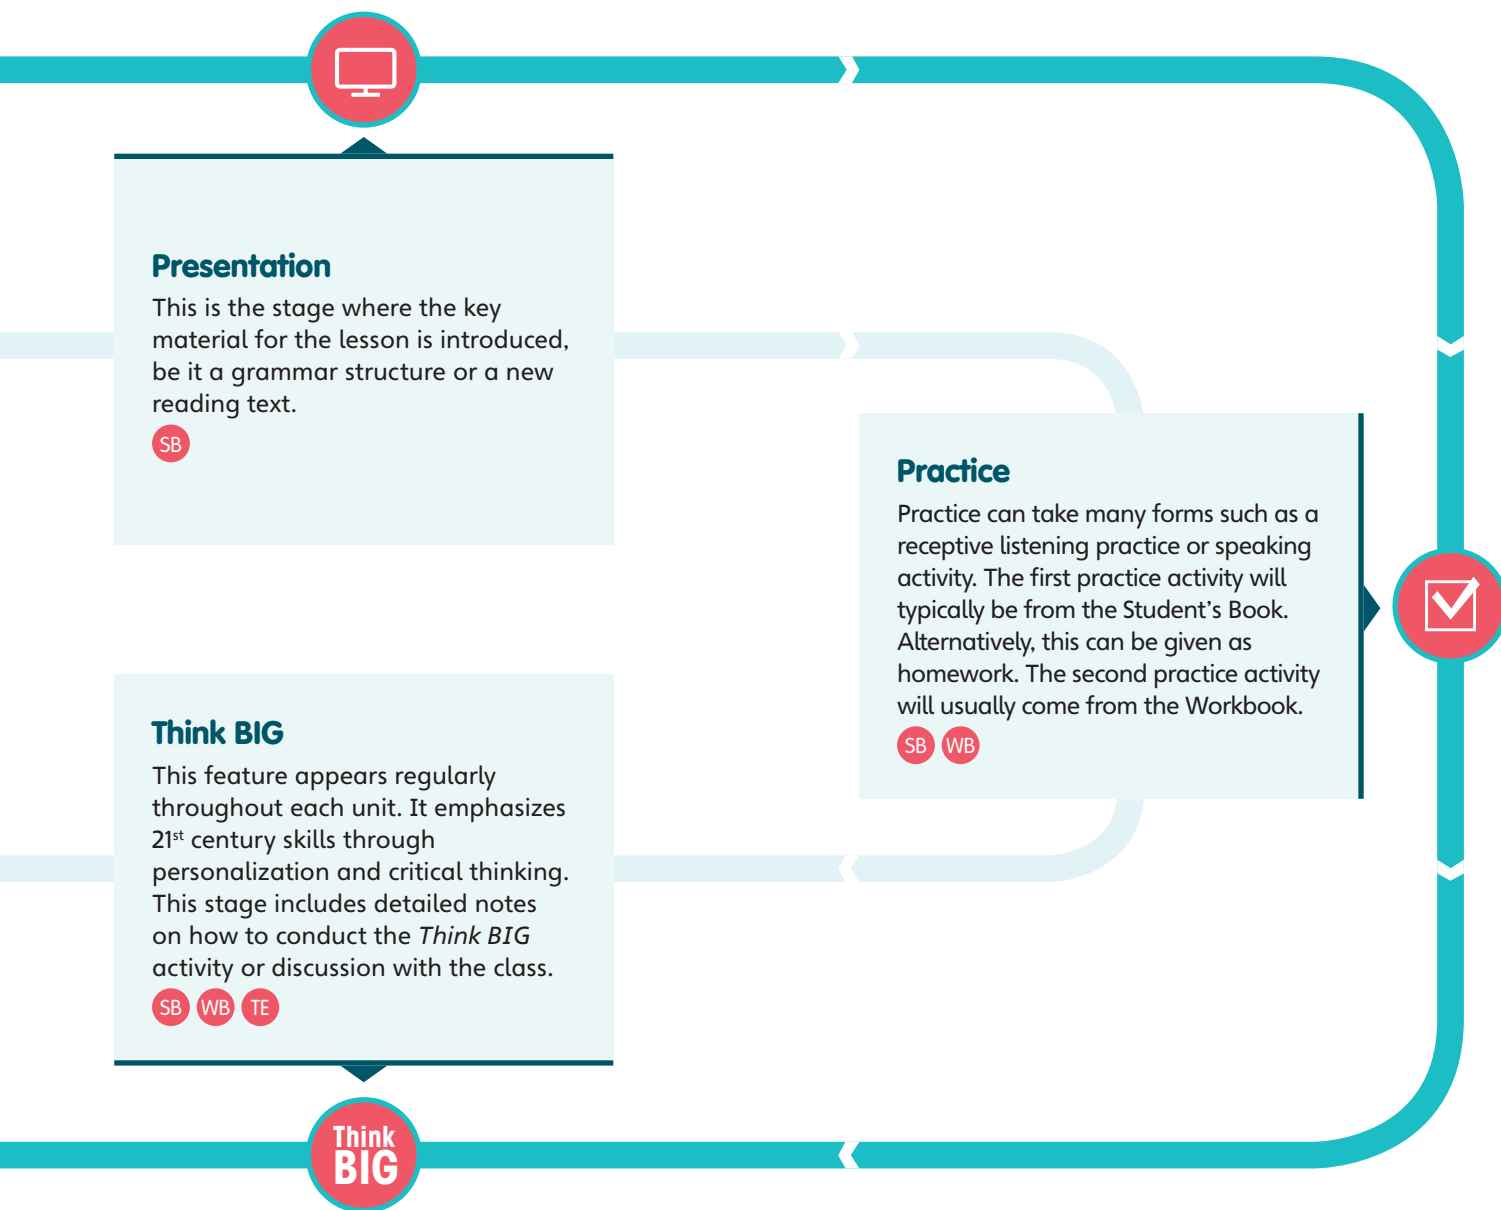 Presentation
This is the stage where the key
material for the lesson is introduced,
be it a grammar structure or a new
reading text.
SB
Practice
Practice can take many forms such as a
receptive listening practice or speaking
activity. The first practice activity will
typically be from the Student’s Book.
Alternatively, this can be given as
homework. The second practice activity
will usually come from the Workbook.
SB WB
Think BIG
This feature appears regularly
throughout each unit. It emphasizes
21st century skills through
personalization and critical thinking.
This stage includes detailed notes
on how to conduct the Think BIG
activity or discussion with the class.
SB WB TE
Think
BIG